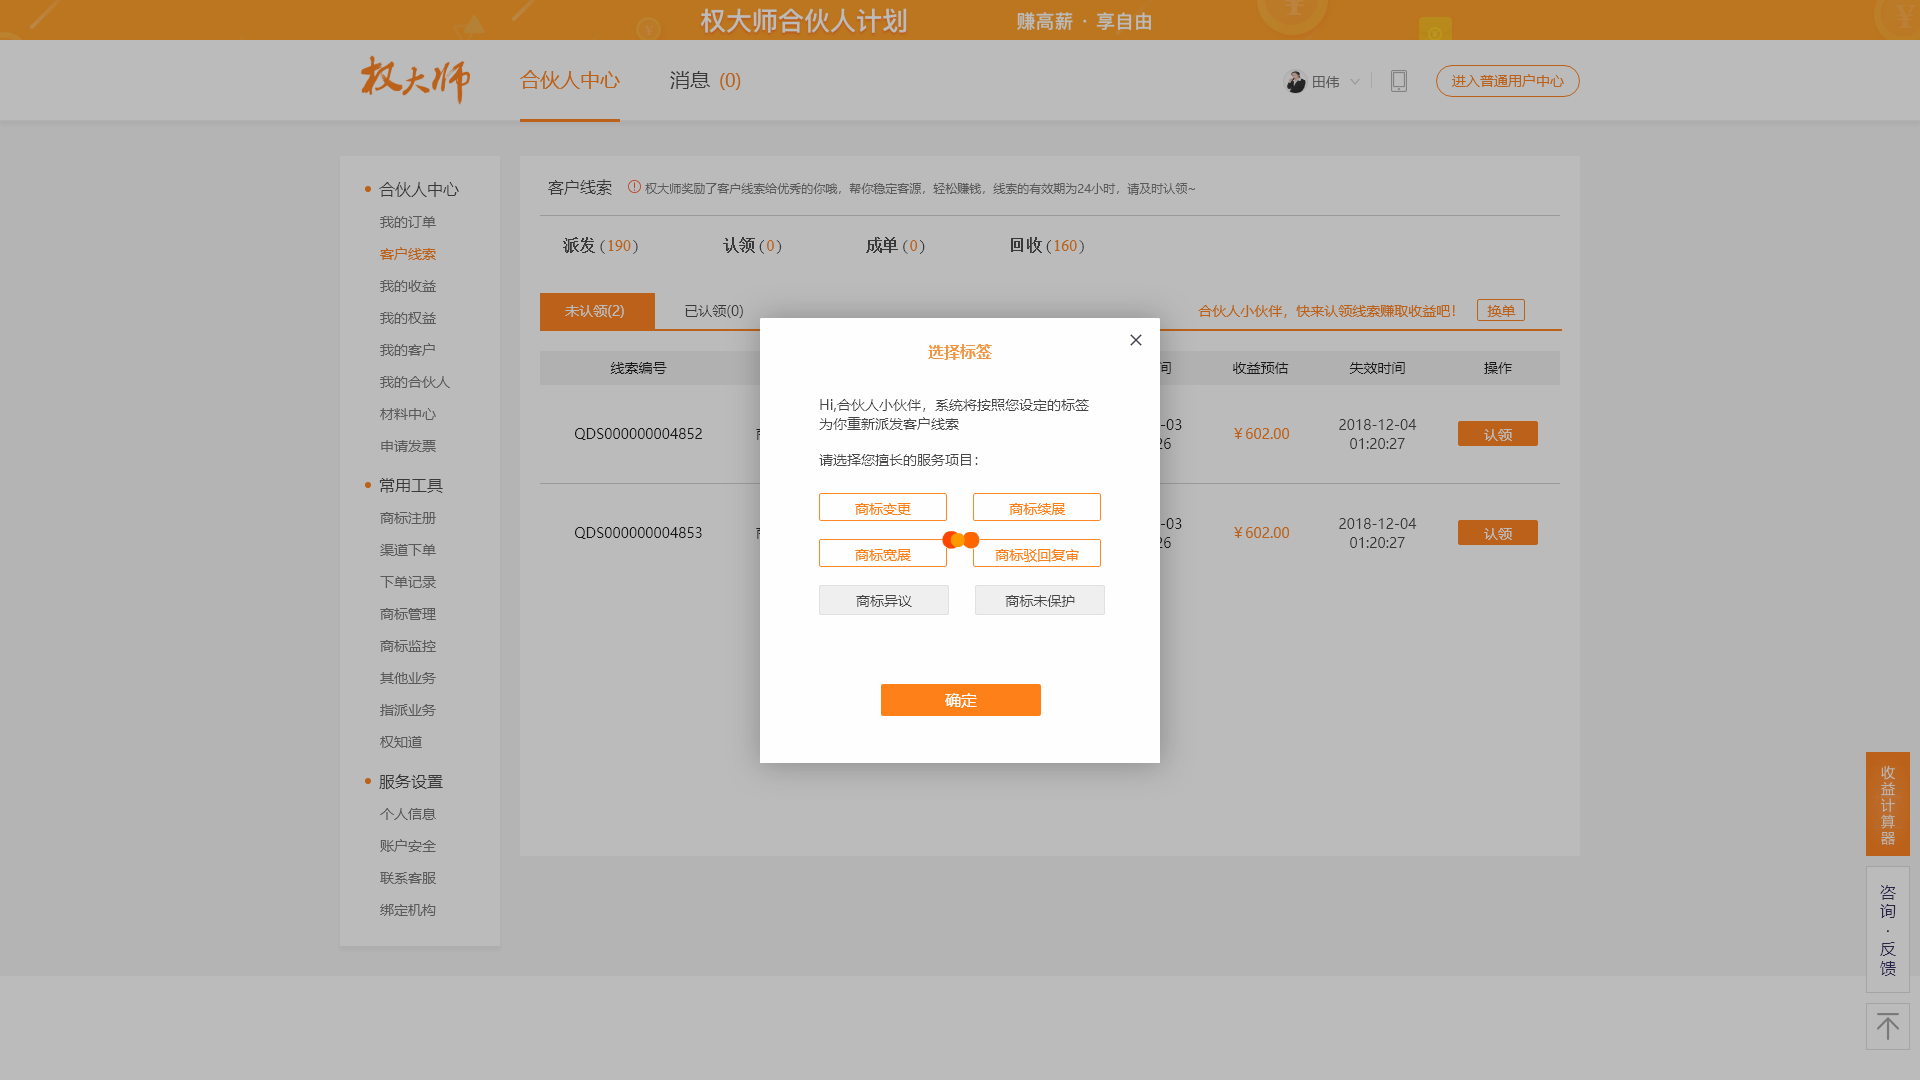 权大师合伙人计划 赚高薪 · 享自由
权大师 合伙人中心 消息 (0) 田伟 进入普通用户中心
合伙人中心
我的订单
客户线索
我的收益
我的权益
我的客户
我的合伙人
材料中心
申请发票
常用工具
商标注册
渠道下单
下单记录
商标管理
商标监控
其他业务
指派业务
权知道
服务设置
个人信息
账户安全
联系客服
绑定机构
客户线索 权大师奖励了客户线索给优秀的你哦，帮你稳定客源，轻松赚钱，线索的有效期为24小时，请及时认领~
派发 (190) 认领 (0) 成单 (0) 回收 (160)
未认领(2) 已认领(0) 合伙人小伙伴，快来认领线索赚取收益吧！ 换单
线索编号 间 收益预估 失效时间 操作
QDS000000004852 -03 ￥602.00 2018-12-04 认领
26 01:20:27
QDS000000004853 -03 ￥602.00 2018-12-04 认领
26 01:20:27
选择标签
Hi,合伙人小伙伴，系统将按照您设定的标签
为你重新派发客户线索
请选择您擅长的服务项目：
商标变更 商标续展
商标宽展 商标驳回复审
商标异议 商标未保护
确定
收益计算器
咨询·反馈